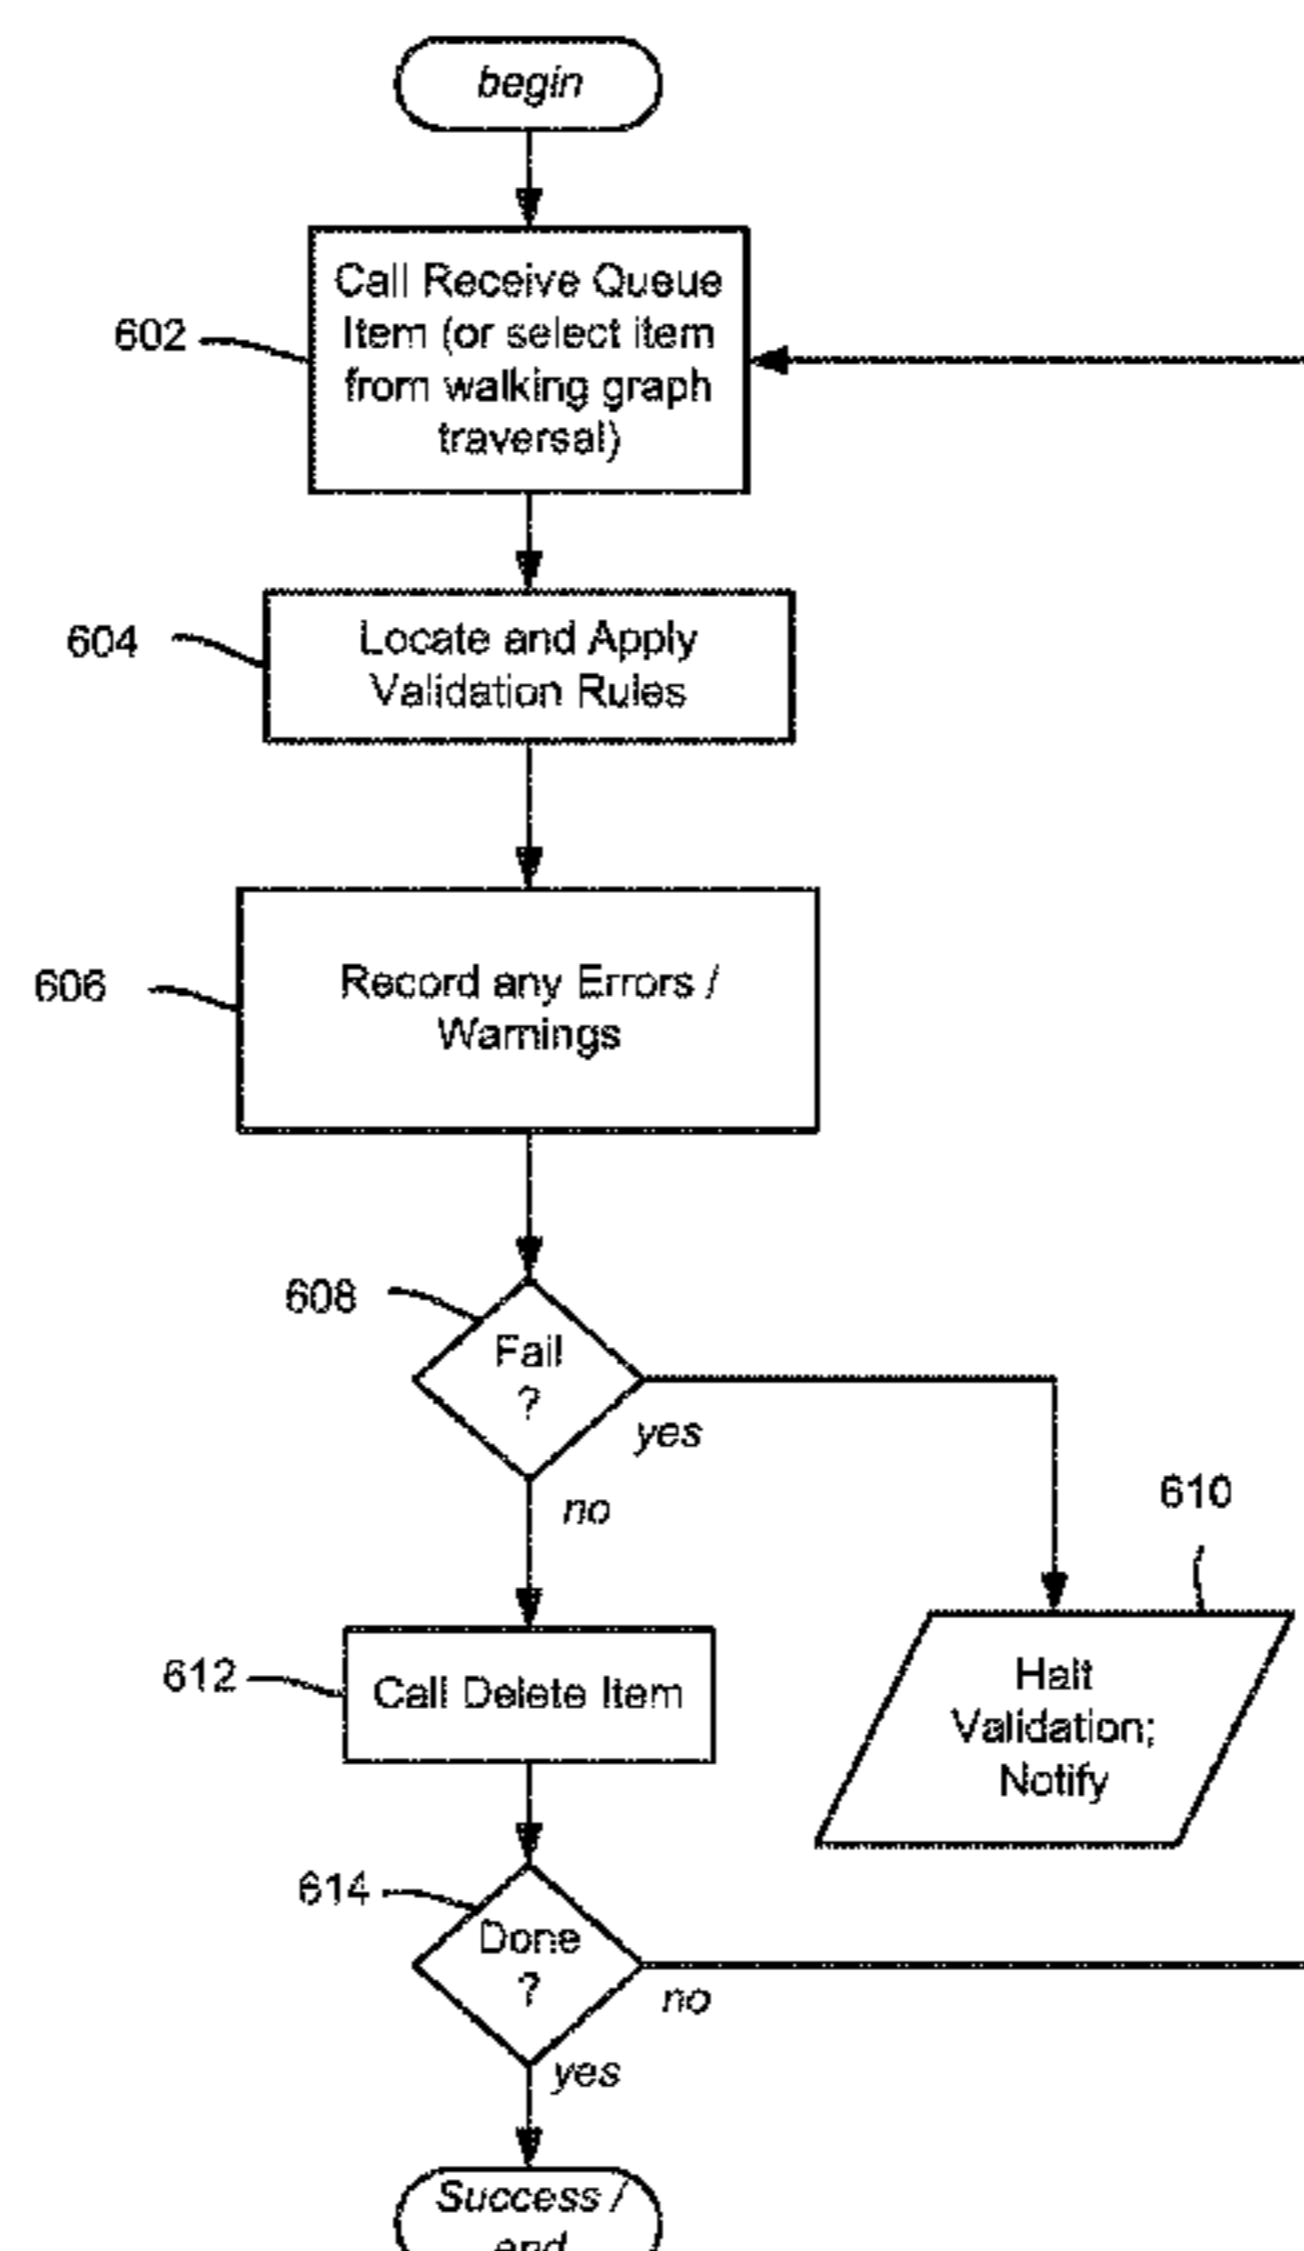 begin
602
Call Receive Queue
Item (or select item
from walking graph
traversal)
604
Locate and Apply
Validation Rules
606
Record any Errors /
Warnings
608
Fail
?
yes
no
610
Halt
Validation;
Notify
612
Call Delete Item
614
Done
?
no
yes
Success /
end